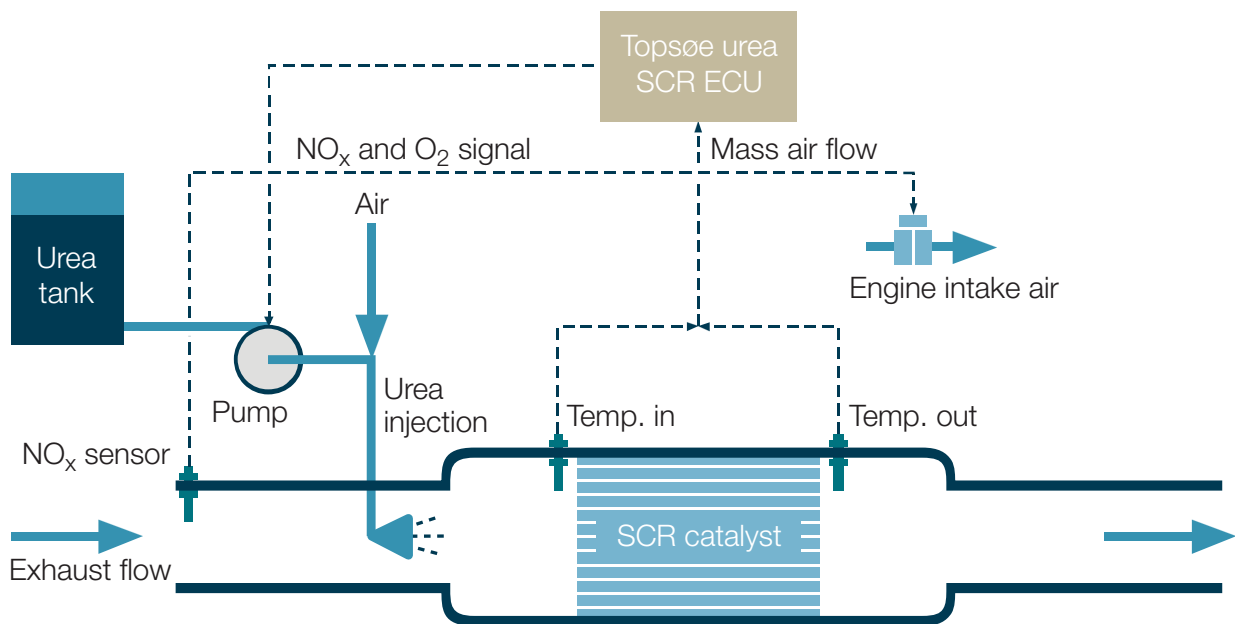 Topsøe urea
SCR ECU
NOx and O2 signal
Mass air flow
Air
Urea
tank
Engine intake air
Pump
Urea
injection
Temp. in
Temp. out
NOx sensor
SCR catalyst
Exhaust flow